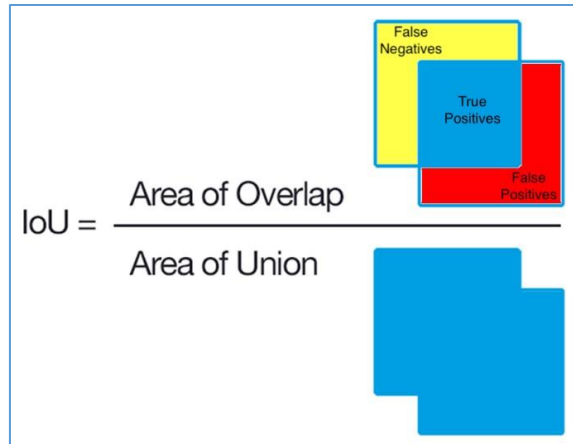 False
Negatives
True
Positives
False
Positives
IoU =
Area of Overlap
Area of Union